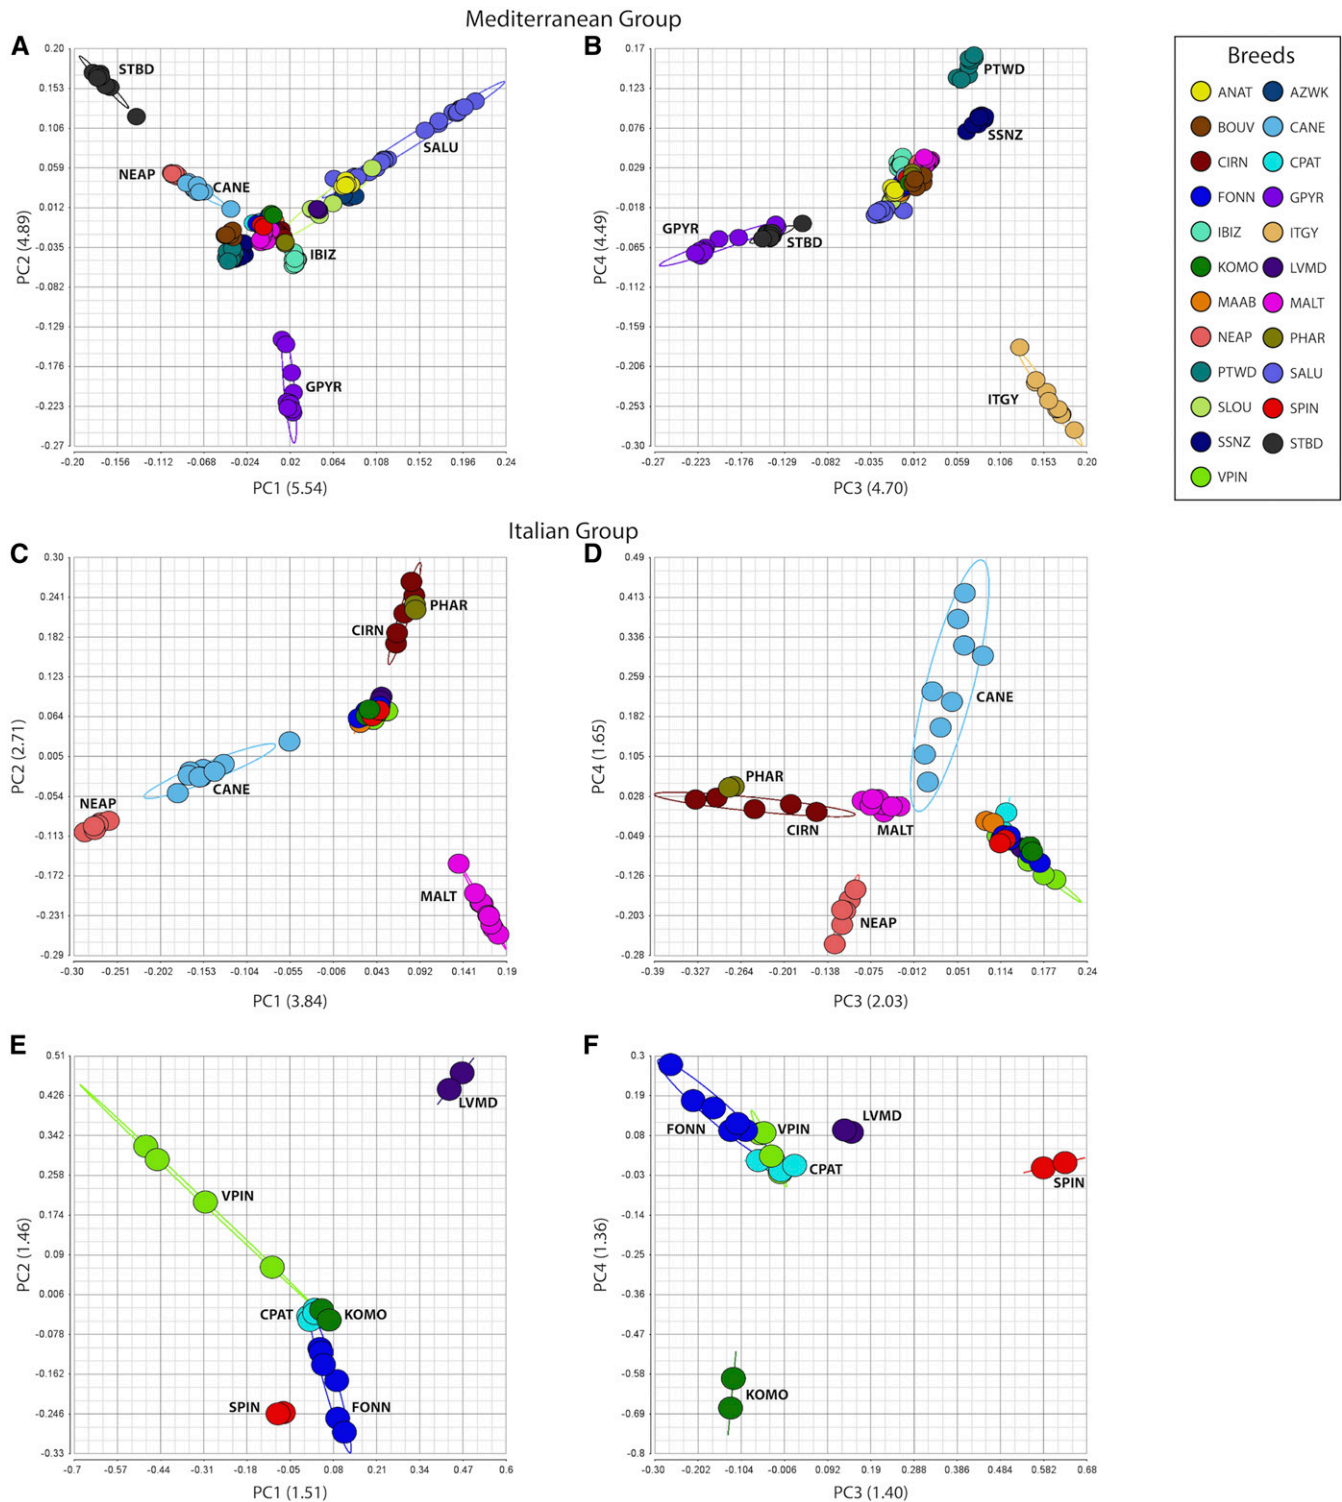 Mediterranean Group
A
0.20
0.153
0.106
0.059
0.012
-0.035
-0.082
-0.129
-0.176
-0.223
-0.27
PC2 (4.89)
STBD
SALU
NEAP
CANE
IBIZ
GPYR
-0.20 -0.156 -0.112 -0.068 -0.024 0.02 0.064 0.108 0.152 0.196 0.24
PC1 (5.54)
B
0.17
0.123
0.076
0.029
-0.018
-0.065
-0.112
-0.159
-0.206
-0.253
-0.30
PC4 (4.49)
PTWD
SSNZ
GPYR
STBD
ITGY
-0.27 -0.223 -0.176 -0.129 -0.082 -0.035 0.012 0.059 0.106 0.153 0.20
PC3 (4.70)
Breeds
ANAT AZWK
BOUV CANE
CIRN CPAT
FONN GPYR
IBIZ ITGY
KOMO LVMD
MAAB MALT
NEAP PHAR
PTWD SALU
SLOU SPIN
SSNZ STBD
VPIN
Italian Group
C
0.30
0.241
0.182
0.123
0.064
0.005
-0.054
-0.113
-0.172
-0.231
-0.29
PC2 (2.71)
PHAR
CIRN
CANE
NEAP
MALT
-0.30 -0.251 -0.202 -0.153 -0.104 -0.055 -0.006 0.043 0.092 0.141 0.19
PC1 (3.84)
D
0.49
0.413
0.336
0.259
0.182
0.105
0.028
-0.049
-0.126
-0.203
-0.28
PC4 (1.65)
CANE
PHAR
CIRN
MALT
NEAP
-0.39 -0.327 -0.264 -0.201 -0.138 -0.075 -0.012 0.051 0.114 0.177 0.24
PC3 (2.03)
E
0.51
0.426
0.342
0.258
0.174
0.09
0.006
-0.078
-0.162
-0.246
-0.33
PC2 (1.46)
LVMD
VPIN
CPAT
KOMO
SPIN
FONN
-0.7 -0.57 -0.44 -0.31 -0.18 -0.05 0.08 0.21 0.34 0.47 0.6
PC1 (1.51)
F
0.3
0.19
0.08
-0.03
-0.14
-0.25
-0.36
-0.47
-0.58
-0.69
-0.8
PC4 (1.36)
FONN
VPIN
LVMD
CPAT
SPIN
KOMO
-0.30 -0.202 -0.104 -0.006 0.092 0.19 0.288 0.386 0.484 0.582 0.68
PC3 (1.40)